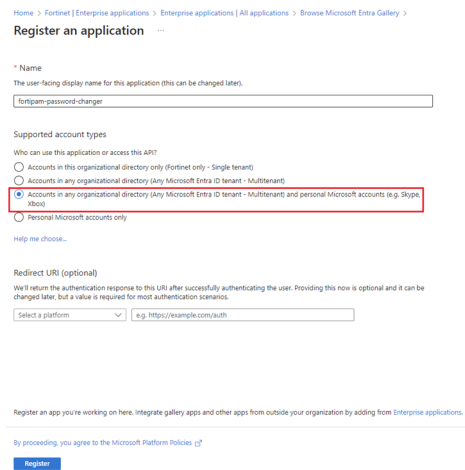 Home > Fortinet | Enterprise applications > Enterprise applications | All applications > Browse Microsoft Entra Gallery >
Register an application ...
* Name
The user-facing display name for this application (this can be changed later).
fortipam-password-changer
Supported account types
Who can use this application or access this API?
Accounts in this organizational directory only (Fortinet only - Single tenant)
Accounts in any organizational directory (Any Microsoft Entra ID tenant - Multitenant)
Accounts in any organizational directory (Any Microsoft Entra ID tenant - Multitenant) and personal Microsoft accounts (e.g. Skype,
Xbox)
Personal Microsoft accounts only
Help me choose...
Redirect URI (optional)
We'll return the authentication response to this URI after successfully authenticating the user. Providing this now is optional and it can be
changed later, but a value is required for most authentication scenarios.
Select a platform
e.g. https://example.com/auth
Register an app you're working on here. Integrate gallery apps and other apps from outside your organization by adding from Enterprise applications.
By proceeding, you agree to the Microsoft Platform Policies
Register